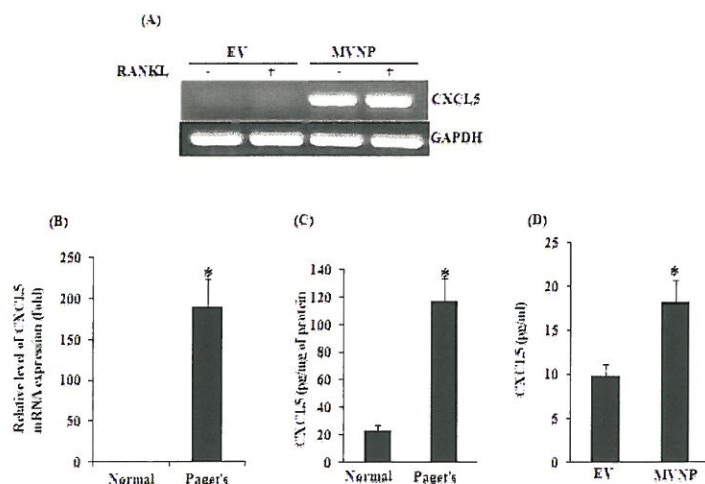 (A)
EV MVNP
RANKL - + - +
CXCL5
GAPDH
(B)
Relative level of CXCL5
mRNA expression (fold)
250
200
150
100
50
0
*
Normal Paget's
(C)
CXCL5 (pg/mg of protein)
140
120
100
80
60
40
20
0
*
Normal Paget's
(D)
CXCL5 (pg/ml)
25
20
15
10
5
0
*
EV MVNP